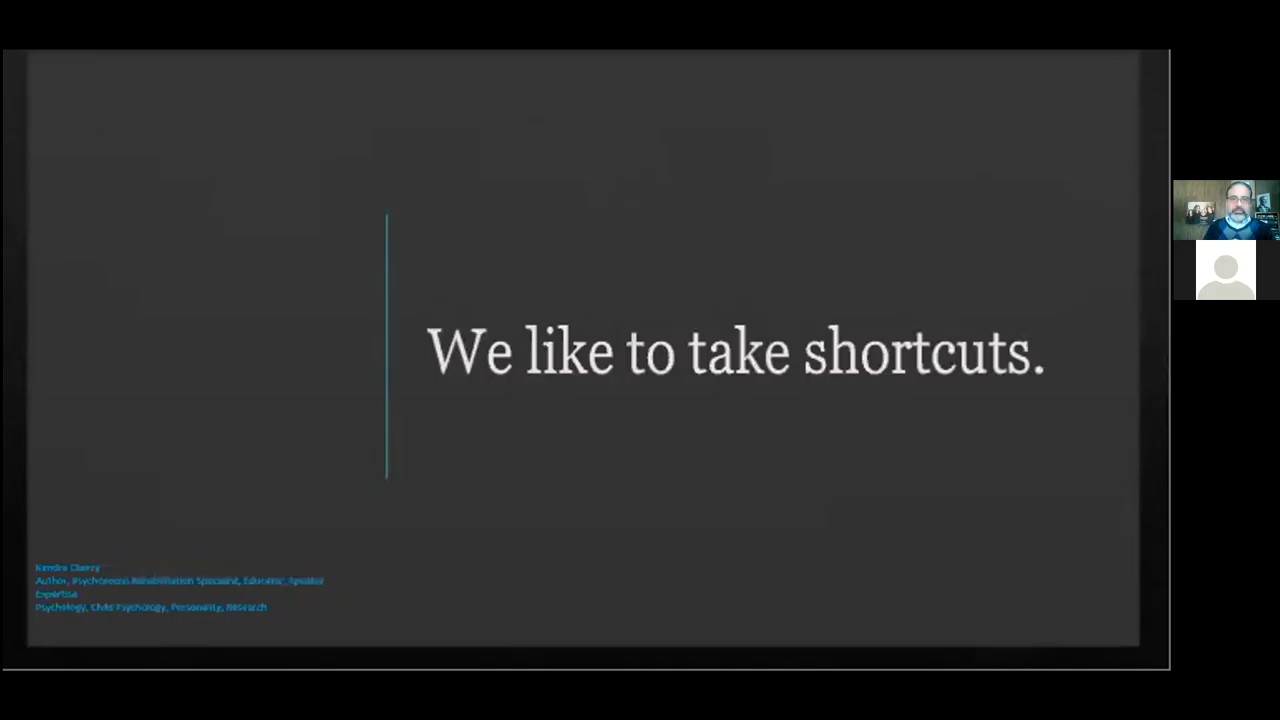 We like to take shortcuts.
Kendra Cherry
Author, Psychosocial Rehabilitation Specialist, Educator, Speaker
Expertise
Psychology, Child Psychology, Personality, Research